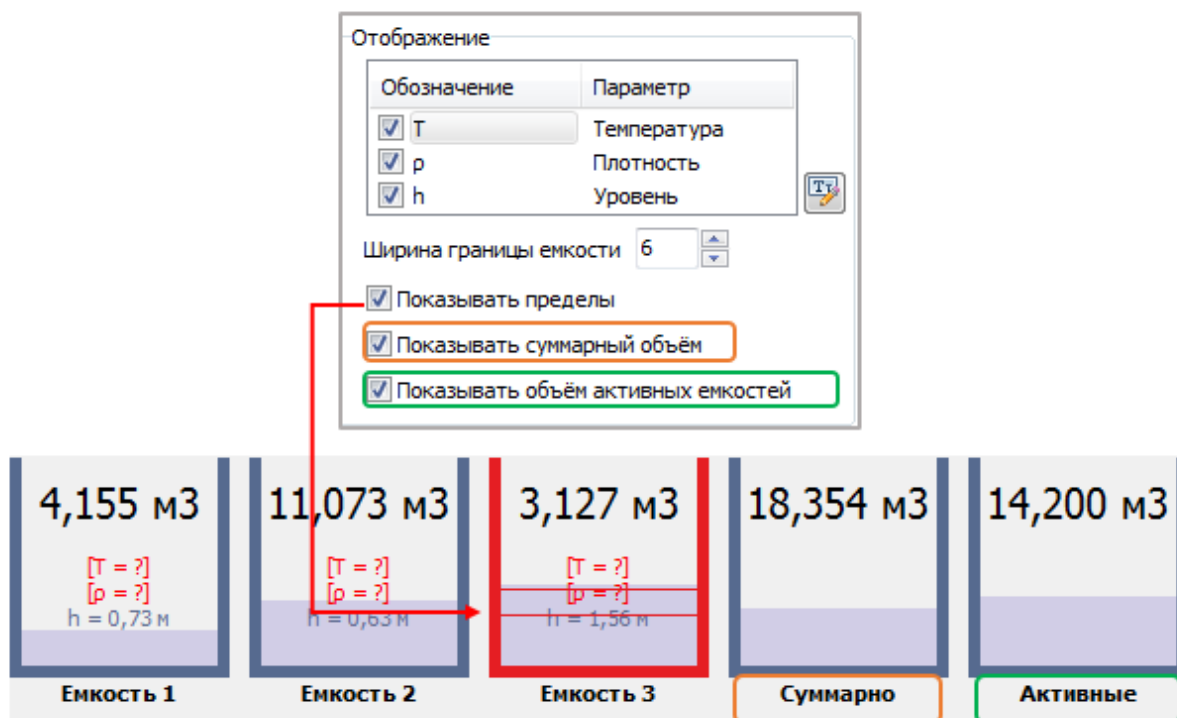 Отображение
Обозначение Параметр
T Температура
ρ Плотность
h Уровень
Ширина границы емкости 6
Показывать пределы
Показывать суммарный объём
Показывать объём активных емкостей
4,155 м3 11,073 м3 3,127 м3 18,354 м3 14,200 м3
[T = ?] [T = ?] [T = ?]
[ρ = ?] [ρ = ?] [ρ = ?]
h = 0,73 м h = 0,63 м h = 1,56 м
Емкость 1 Емкость 2 Емкость 3 Суммарно Активные